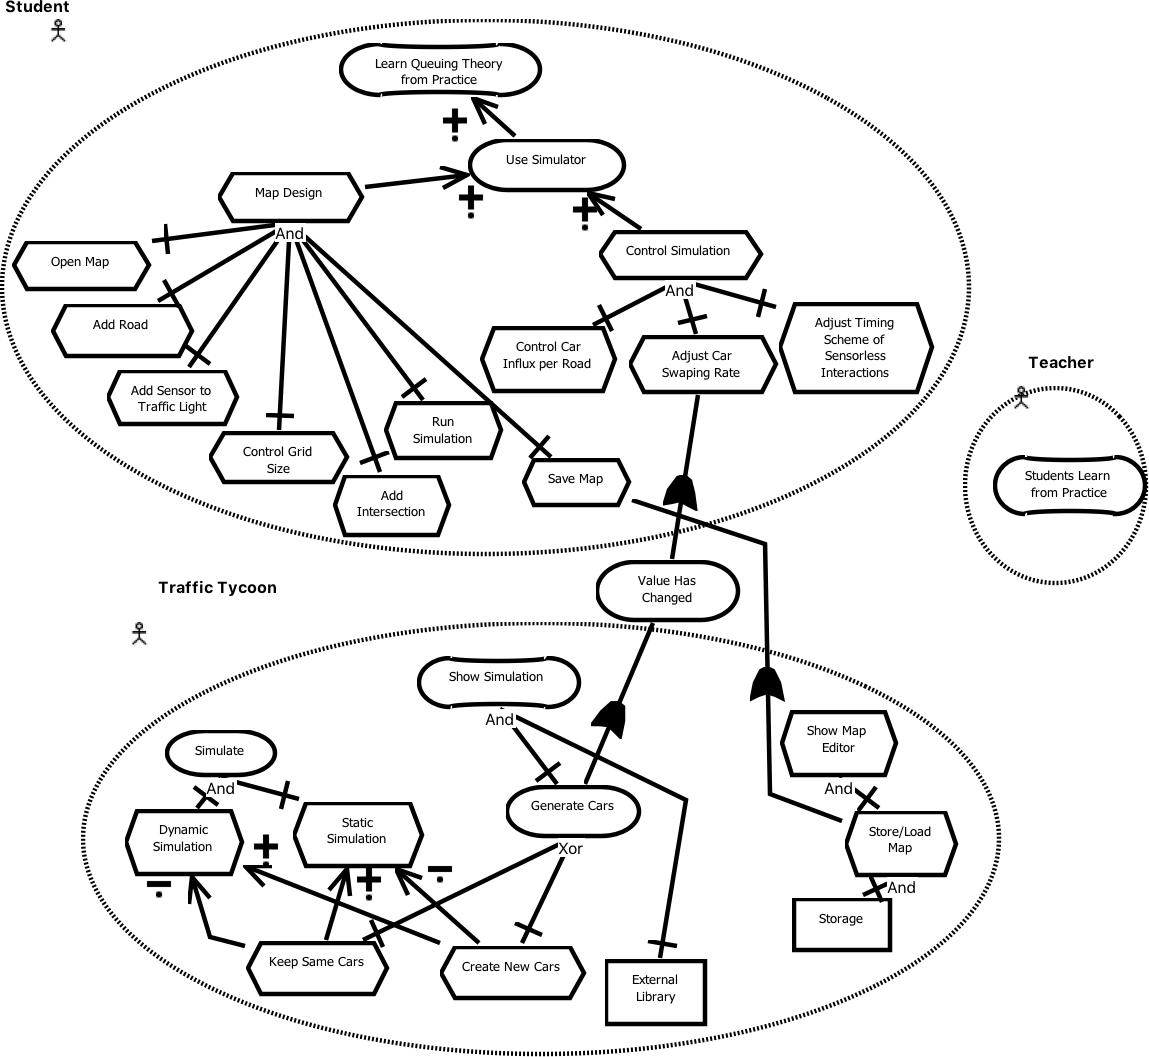 Student
Learn Queuing Theory
from Practice
Use Simulator
Map Design
And
Open Map
Control Simulation
And
Add Road
Control Car
Influx per Road
Adjust Car
Swaping Rate
Adjust Timing
Scheme of
Sensorless
Interactions
Add Sensor to
Traffic Light
Run
Simulation
Control Grid
Size
Add
Intersection
Save Map
Teacher
Students Learn
from Practice
Value Has
Changed
Traffic Tycoon
Show Simulation
And
Simulate
And
Dynamic
Simulation
Static
Simulation
Generate Cars
Xor
Show Map
Editor
And
Store/Load
Map
And
Storage
Keep Same Cars
Create New Cars
External
Library